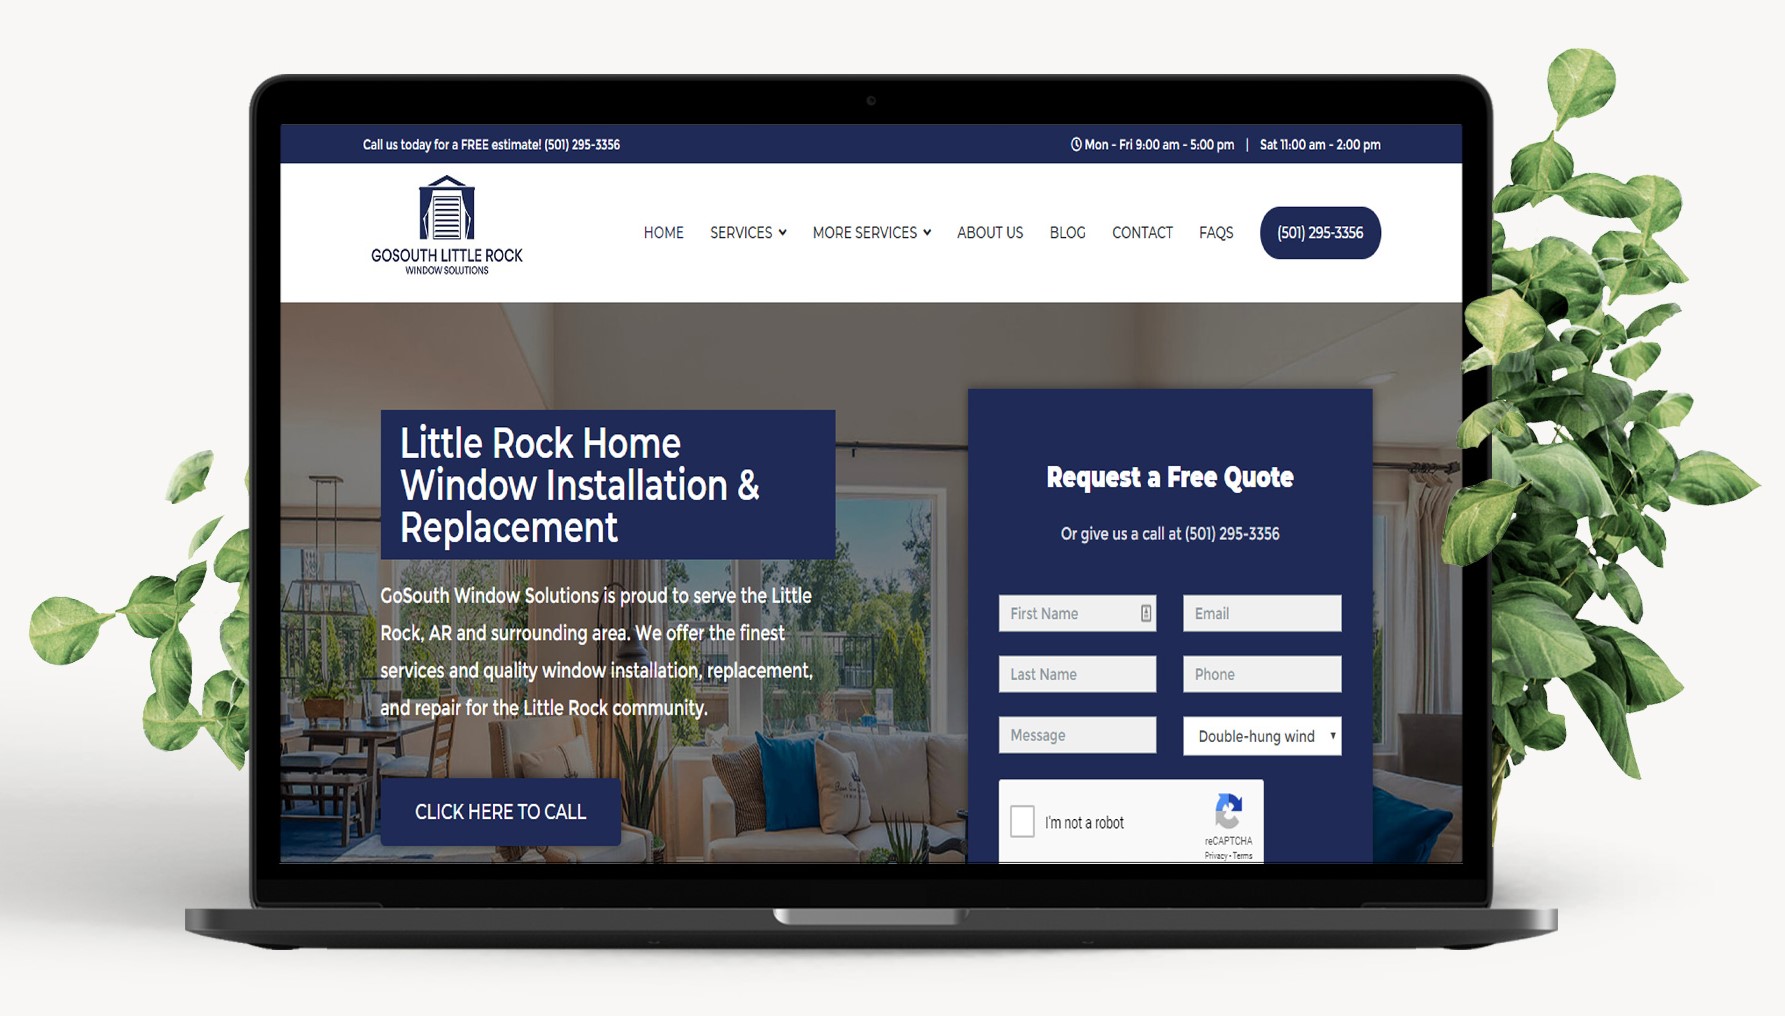 Call us today for a FREE estimate! (501) 295-3356
Mon - Fri 9:00 am - 5:00 pm | Sat 11:00 am - 2:00 pm
GOSOUTH LITTLE ROCK
WINDOW SOLUTIONS
HOME SERVICES MORE SERVICES ABOUT US BLOG CONTACT FAQS (501) 295-3356
Little Rock Home
Window Installation &
Replacement
GoSouth Window Solutions is proud to serve the Little
Rock, AR and surrounding area. We offer the finest
services and quality window installation, replacement,
and repair for the Little Rock community.
CLICK HERE TO CALL
Request a Free Quote
Or give us a call at (501) 295-3356
First Name Email
Last Name Phone
Message Double-hung wind
I'm not a robot
reCAPTCHA
Privacy - Terms